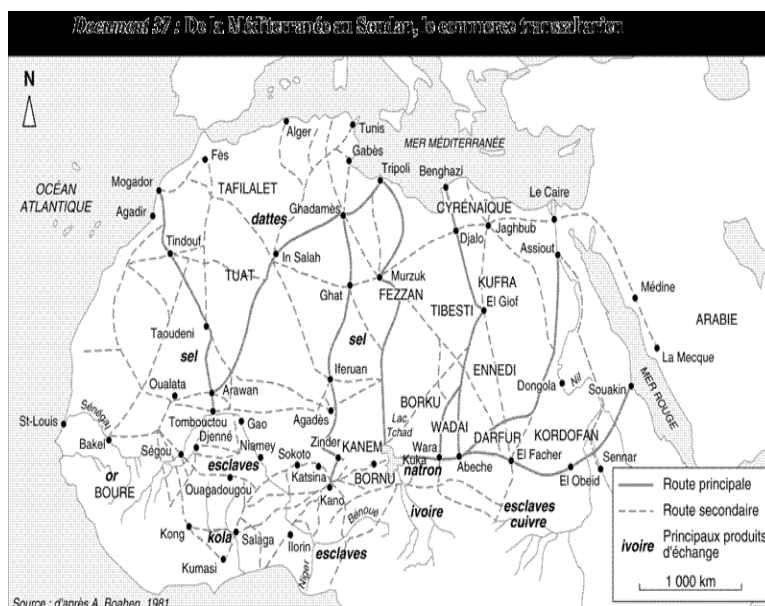 Document 37 : De la Méditerranée au Soudan, le commerce transsaharien
N
OCÉAN
ATLANTIQUE
MER MÉDITERRANÉE
Alger
Tunis
Fès
Gabès
Tripoli
Benghazi
Mogador
TAFILALET
Agadir
dattes
Ghadamès
CYRÉNAÏQUE
Le Caire
Djalo
Jaghbub
Assiout
Tindouf
In Salah
TUAT
Murzuk
Ghat
FEZZAN
KUFRA
TIBESTI
El Giof
Médine
ARABIE
Taoudeni
sel
sel
La Mecque
ENNEDI
Iferuan
Oualata
Arawan
Dongola
Nil
Souakin
MER ROUGE
BORKU
St-Louis
Sénégal
Tombouctou
Gao
Agadès
Lac
Tchad
WADAI
DARFUR
KORDOFAN
Bakel
Djenné
Ségou
Niamey
Zinder
KANEM
Wara
Kuka
El Facher
Sennar
esclaves
Sokoto
Katsina
BORNU
natron
Abeche
El Obeid
or
BOURE
Ouagadougou
Kano
Kong
kola
Salaga
Ilorin
Bénoué
ivoire
esclaves
cuivre
Kumasi
Niger
esclaves
Route principale
Route secondaire
ivoire
Principaux produits
d'échange
1 000 km
Source : d'après A. Boahen, 1981